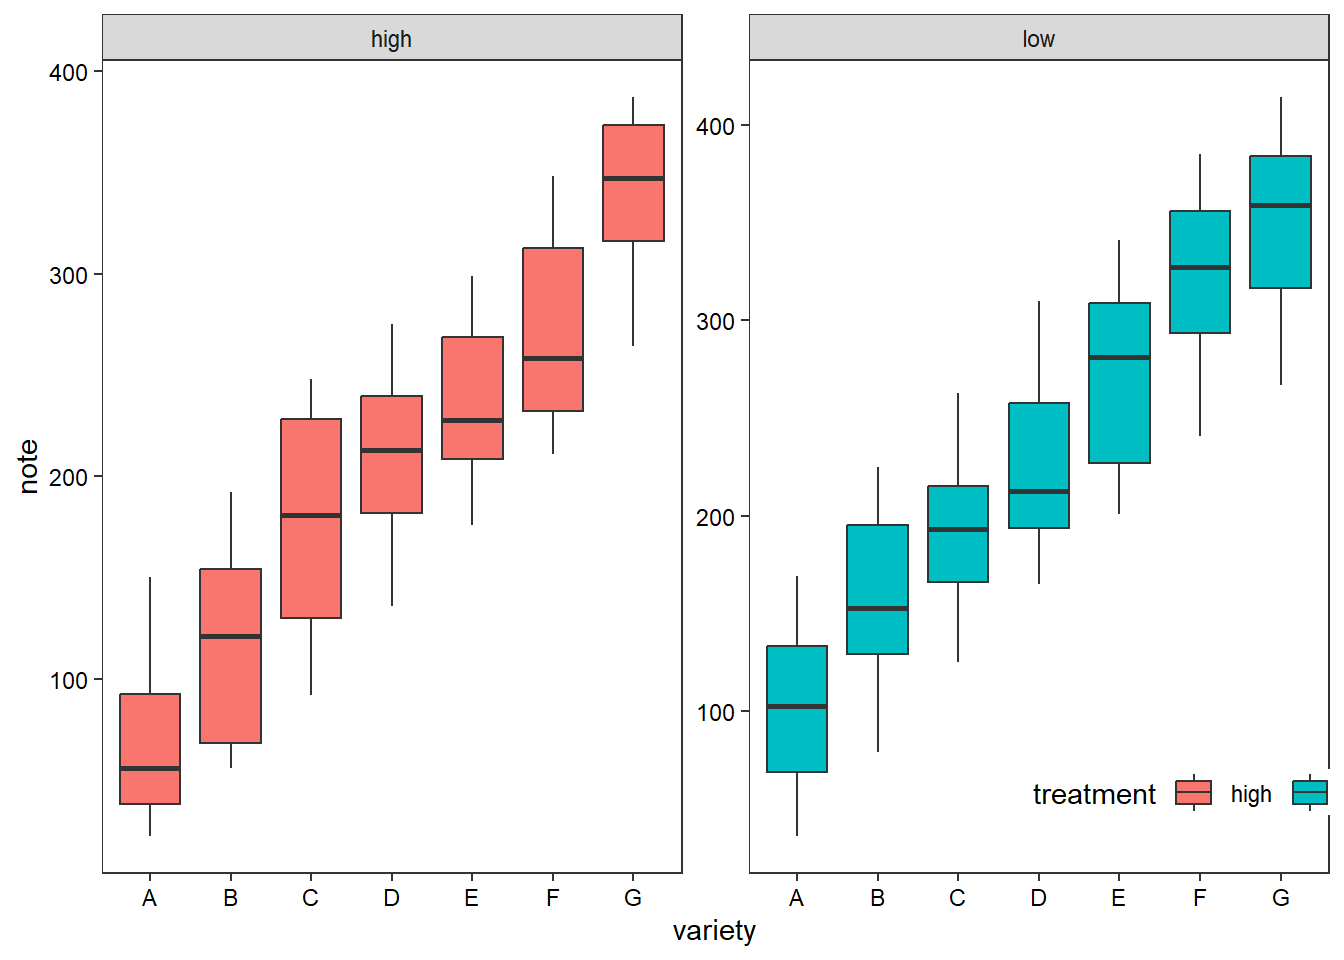 high
low
400
300
200
100
400
300
200
100
note
treatment high
A B C D E F G
A B C D E F G
variety